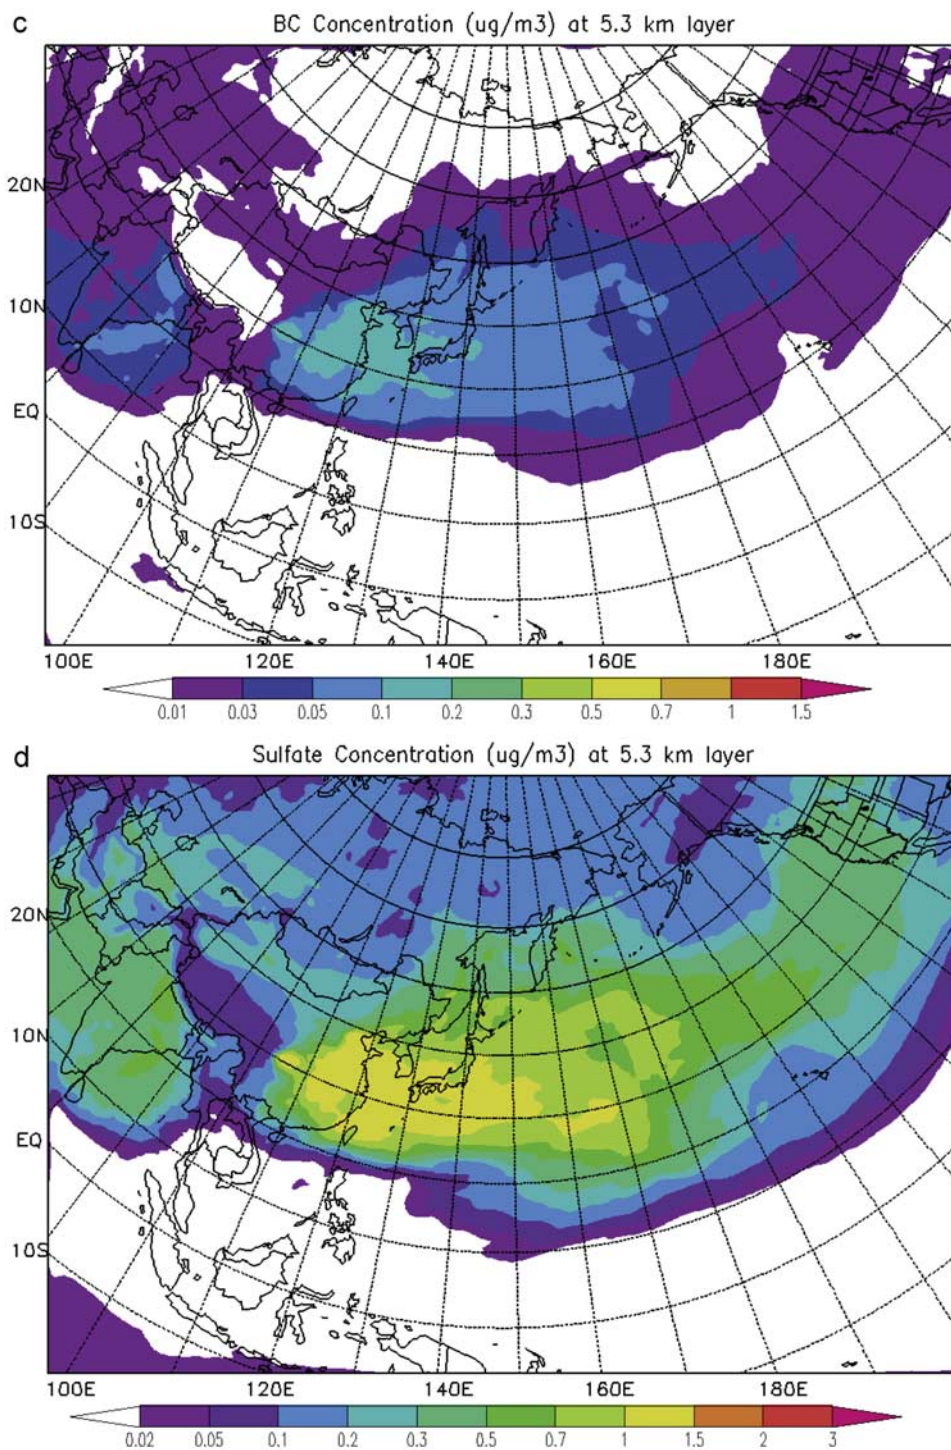 c
BC Concentration (ug/m3) at 5.3 km layer
20N
10N
EQ
10S
100E 120E 140E 160E 180E
0.01 0.03 0.05 0.1 0.2 0.3 0.5 0.7 1 1.5
d
Sulfate Concentration (ug/m3) at 5.3 km layer
20N
10N
EQ
10S
100E 120E 140E 160E 180E
0.02 0.05 0.1 0.2 0.3 0.5 0.7 1 1.5 2 3